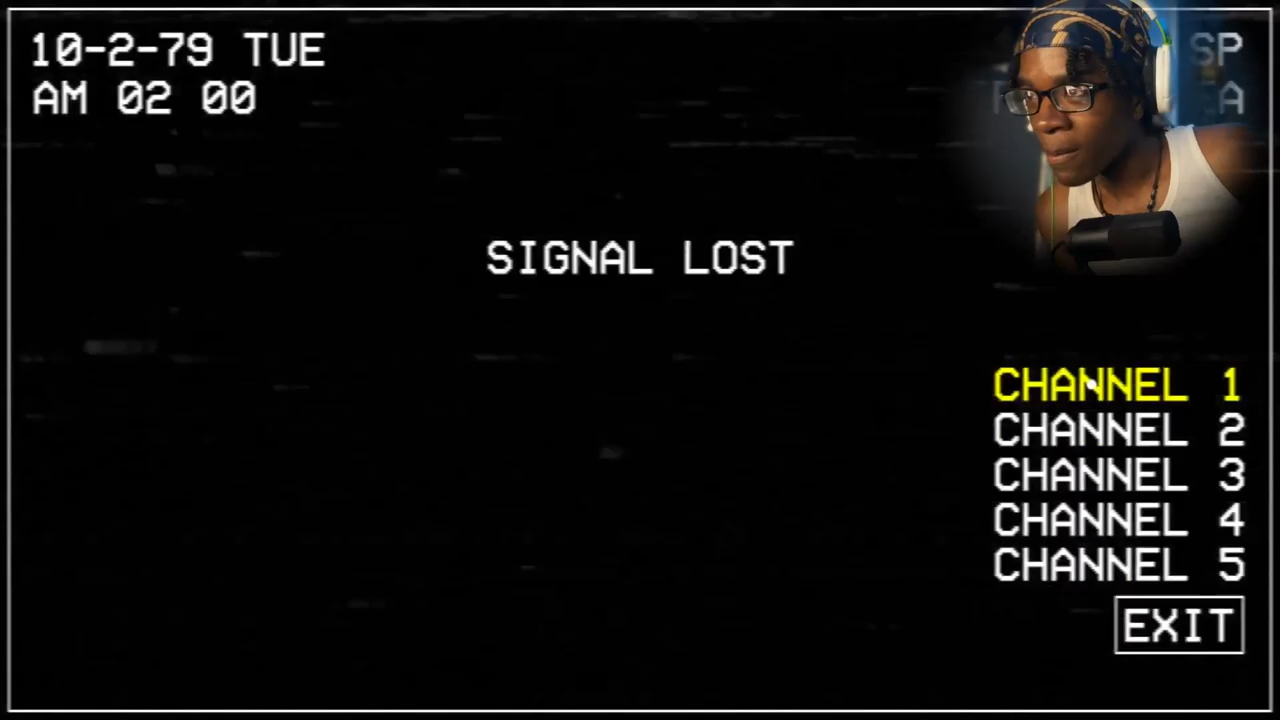 10-2-79 TUE
SP
AM 02 00
A
SIGNAL LOST
CHANNEL 1
CHANNEL 2
CHANNEL 3
CHANNEL 4
CHANNEL 5
EXIT